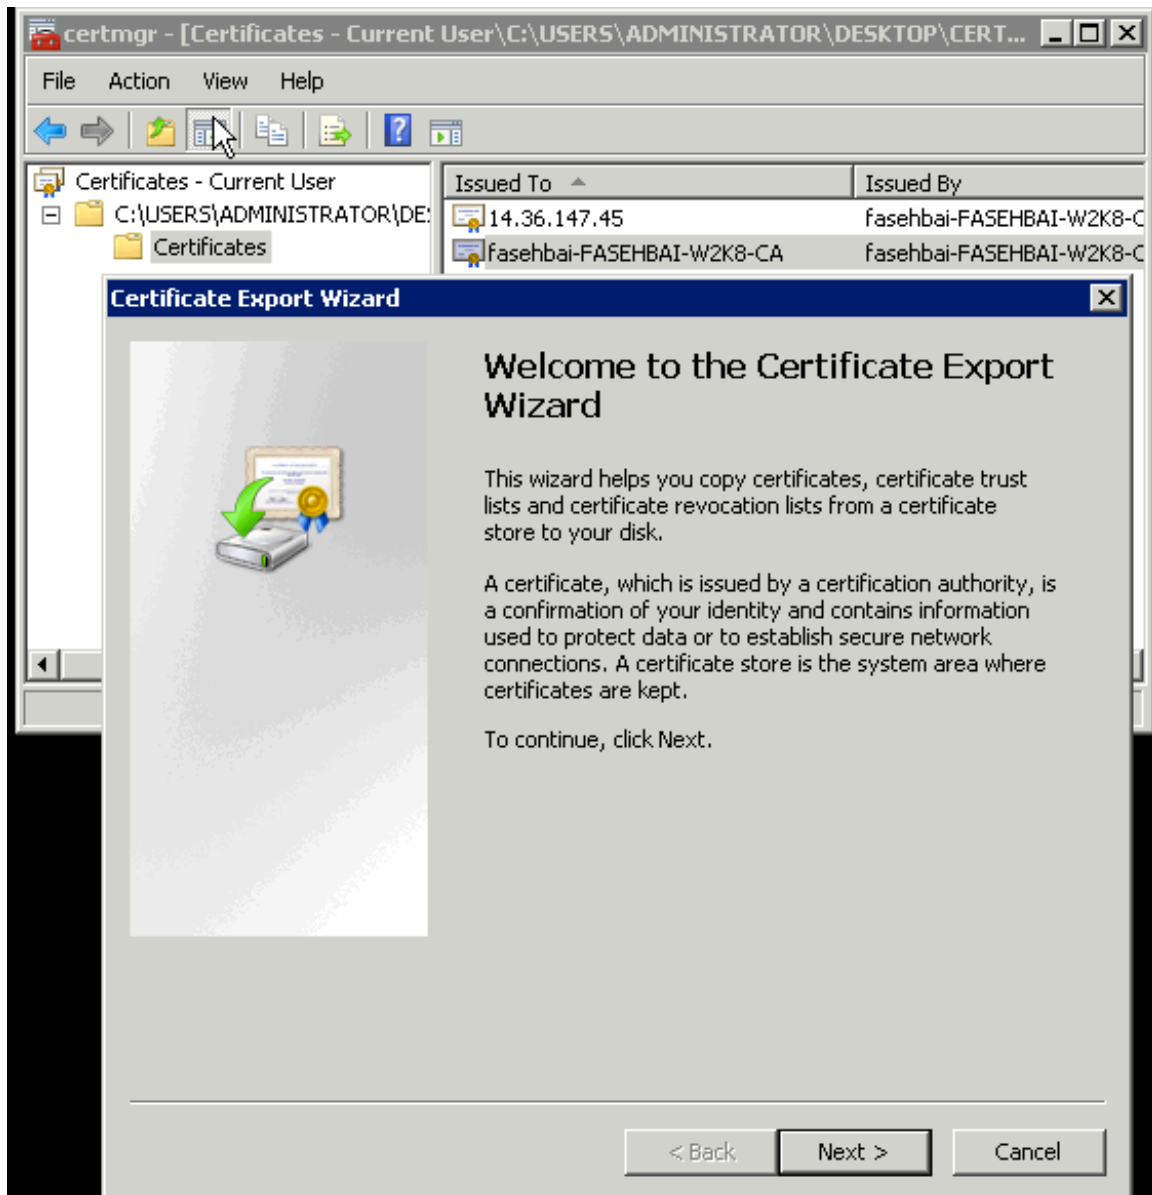 certmgr - [Certificates - Current User\C:\USERS\ADMINISTRATOR\DESKTOP\CERT...
File Action View Help
Certificates - Current User
C:\USERS\ADMINISTRATOR\DE
Certificates
Issued To Issued By
14.36.147.45 fasehbai-FASEHBAI-W2K8-C
fasehbai-FASEHBAI-W2K8-CA fasehbai-FASEHBAI-W2K8-C
Certificate Export Wizard
Welcome to the Certificate Export
Wizard
This wizard helps you copy certificates, certificate trust
lists and certificate revocation lists from a certificate
store to your disk.
A certificate, which is issued by a certification authority, is
a confirmation of your identity and contains information
used to protect data or to establish secure network
connections. A certificate store is the system area where
certificates are kept.
To continue, click Next.
< Back Next > Cancel